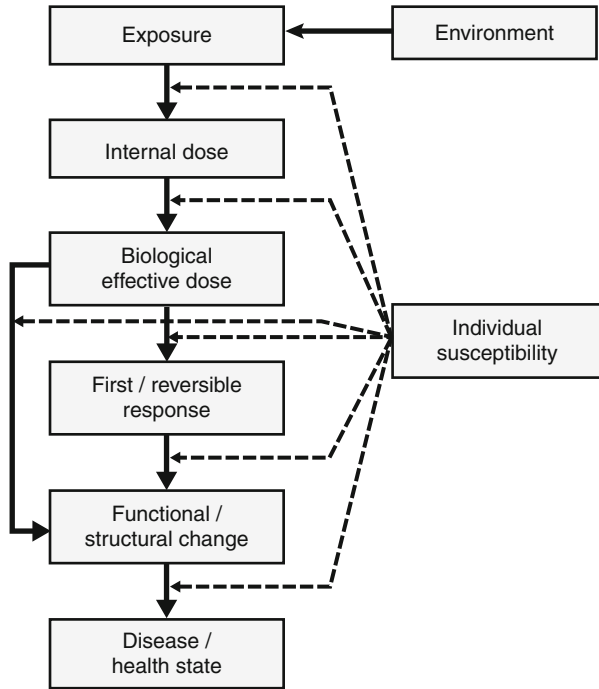 Exposure
Environment
Internal dose
Biological
effective dose
Individual
susceptibility
First / reversible
response
Functional /
structural change
Disease /
health state